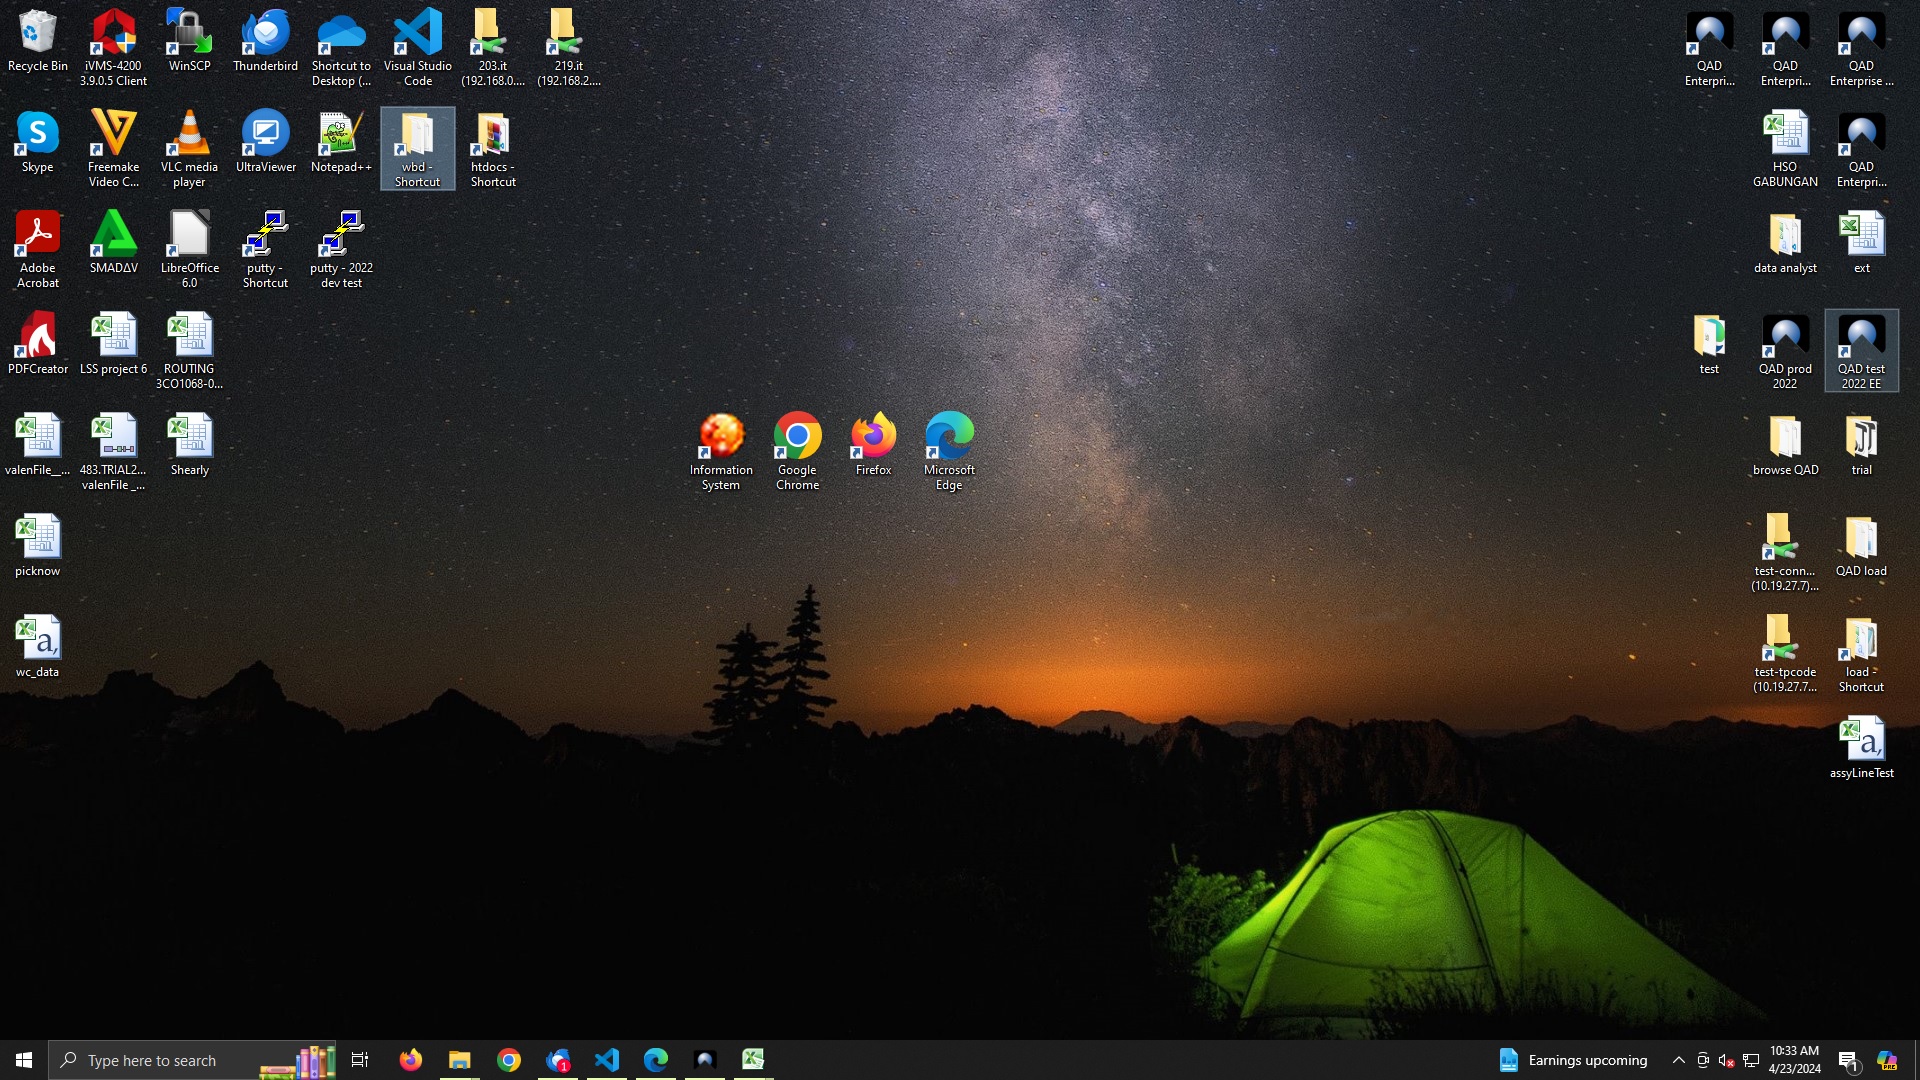 Recycle Bin
iVMS-4200
3.9.0.5 Client
WinSCP
Thunderbird
Shortcut to
Desktop (...
Visual Studio
Code
203.it
(192.168.0....
219.it
(192.168.2....
QAD
Enterpri...
QAD
Enterpri...
QAD
Enterprise ...
Skype
Freemake
Video C...
VLC media
player
UltraViewer
Notepad++
wbd -
Shortcut
htdocs -
Shortcut
HSO
GABUNGAN
QAD
Enterpri...
Adobe
Acrobat
SMADΔV
LibreOffice
6.0
putty -
Shortcut
putty - 2022
dev test
data analyst
ext
PDFCreator
LSS project 6
ROUTING
3CO1068-0...
test
QAD prod
2022
QAD test
2022 EE
valenFile__...
483.TRIAL2...
valenFile _...
Shearly
Information
System
Google
Chrome
Firefox
Microsoft
Edge
browse QAD
trial
picknow
test-conn...
(10.19.27.7)...
QAD load
wc_data
test-tpcode
(10.19.27.7...
load -
Shortcut
assyLineTest
Type here to search
1
Earnings upcoming
10:33 AM
4/23/2024
1
PRE